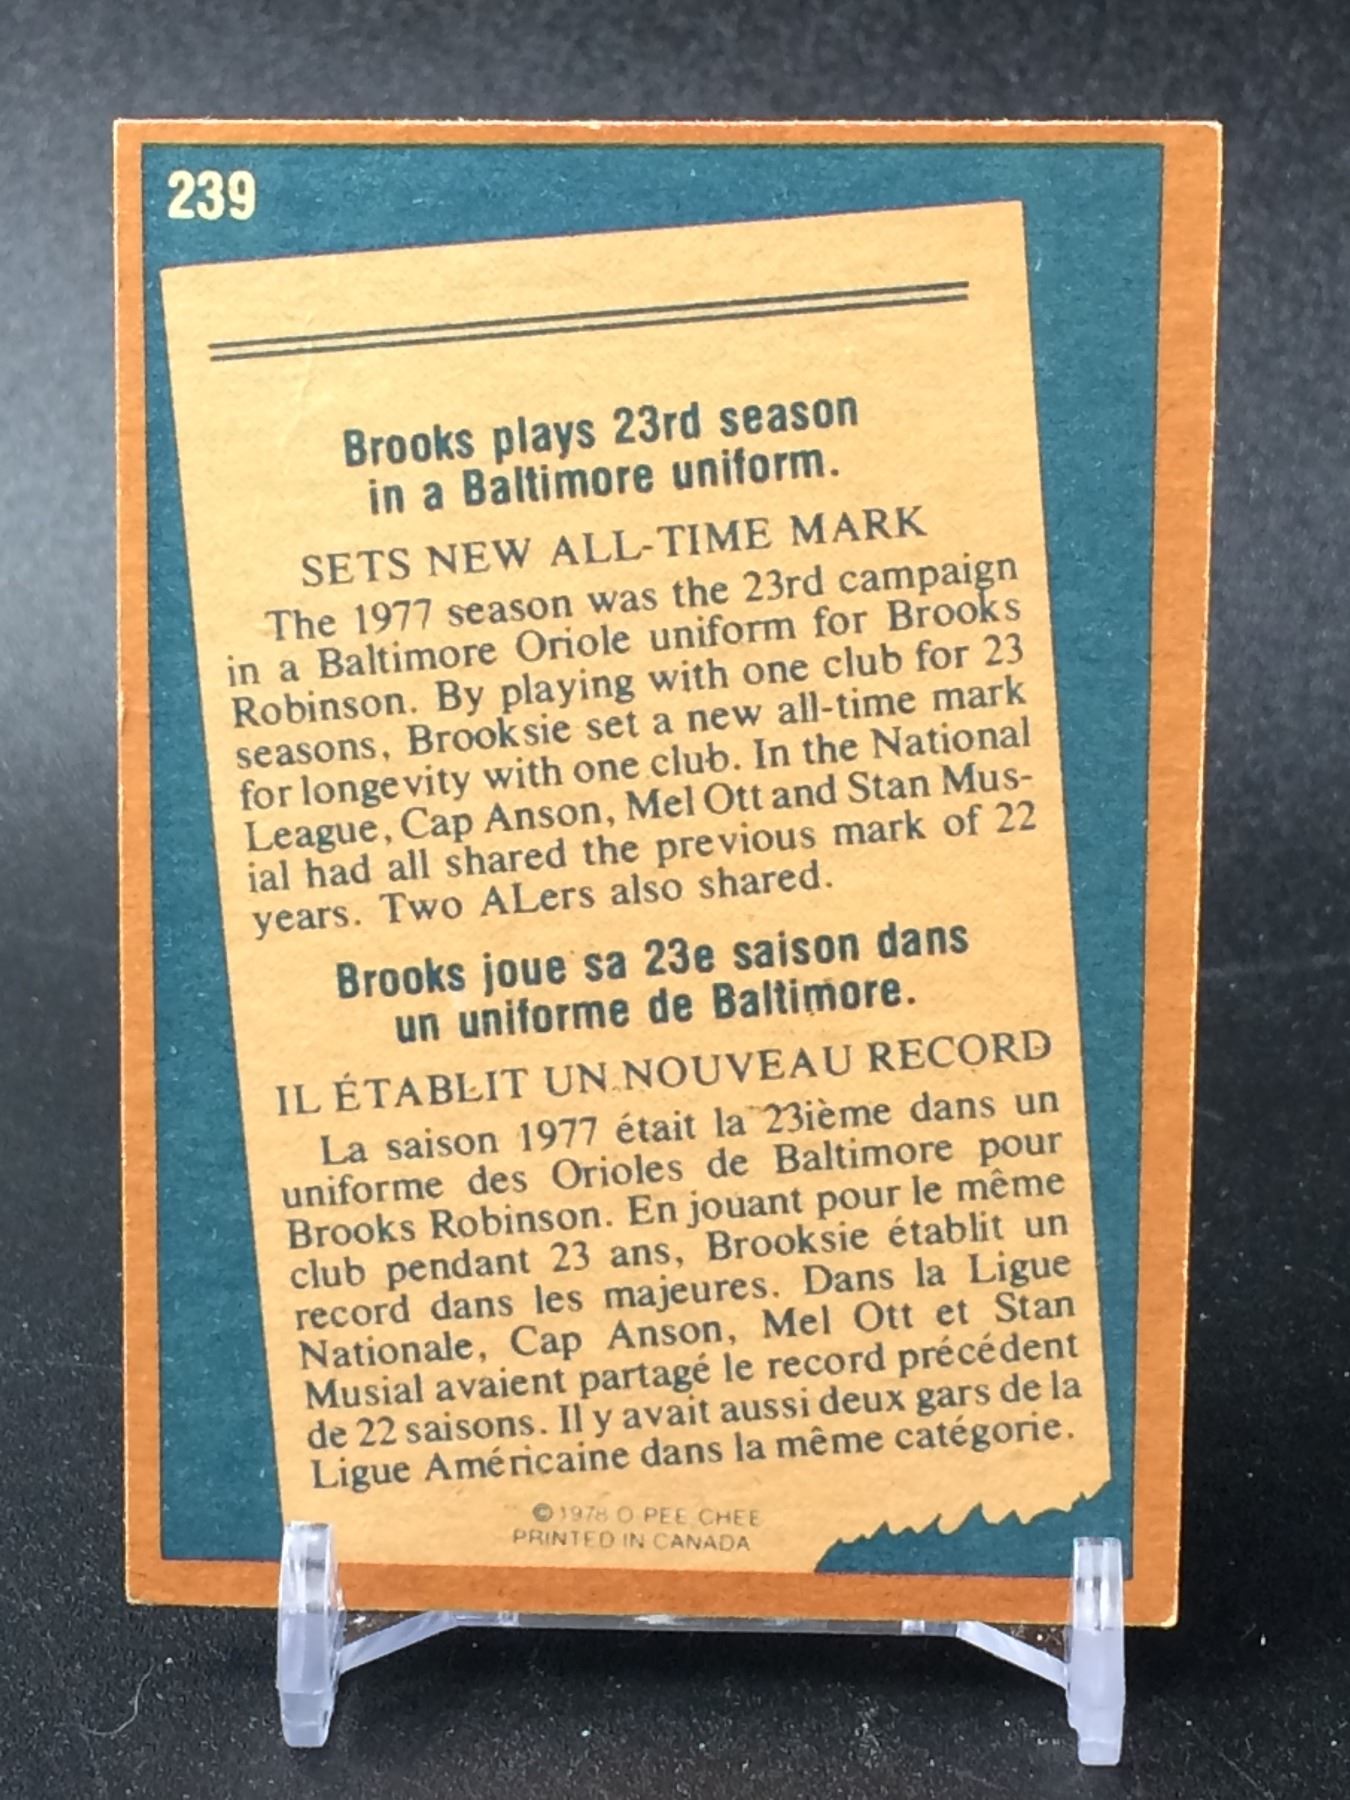 239
Brooks plays 23rd season
in a Baltimore uniform.
SETS NEW ALL-TIME MARK
The 1977 season was the 23rd campaign
in a Baltimore Oriole uniform for Brooks
Robinson. By playing with one club for 23
seasons, Brooksie set a new all-time mark
for longevity with one club. In the National
League, Cap Anson, Mel Ott and Stan Mus-
ial had all shared the previous mark of 22
years. Two ALers also shared.
Brooks joue sa 23e saison dans
un uniforme de Baltimore.
IL ÉTABLIT UN NOUVEAU RECORD
La saison 1977 était la 23ième dans un
uniforme des Orioles de Baltimore pour
Brooks Robinson. En jouant pour le même
club pendant 23 ans, Brooksie établit un
record dans les majeures. Dans la Ligue
Nationale, Cap Anson, Mel Ott et Stan
Musial avaient partagé le record précédent
de 22 saisons. Il y avait aussi deux gars de la
Ligue Américaine dans la même catégorie.
© 1978 O PEE CHEE
PRINTED IN CANADA